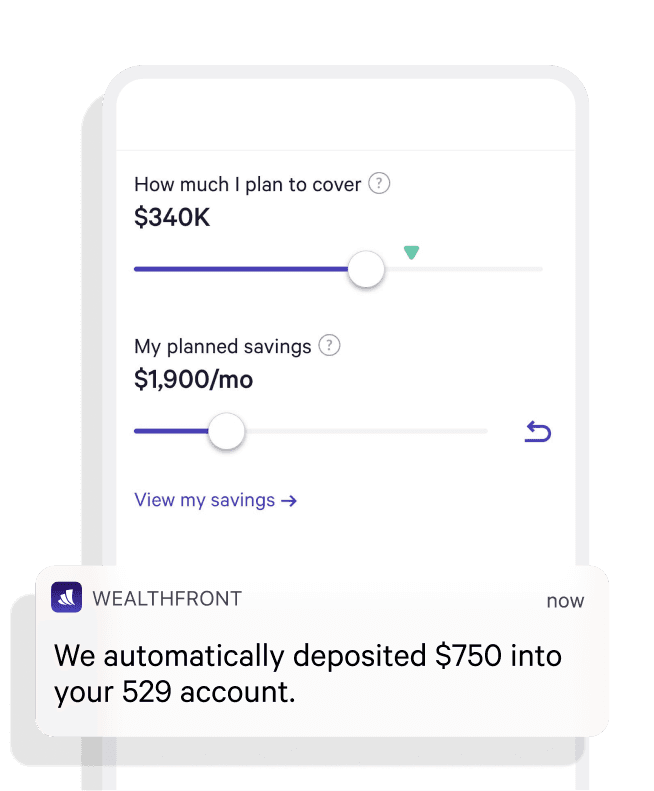 How much I plan to cover ?
$340K
My planned savings ?
$1,900/mo
View my savings →
WEALTHFRONT now
We automatically deposited $750 into
your 529 account.